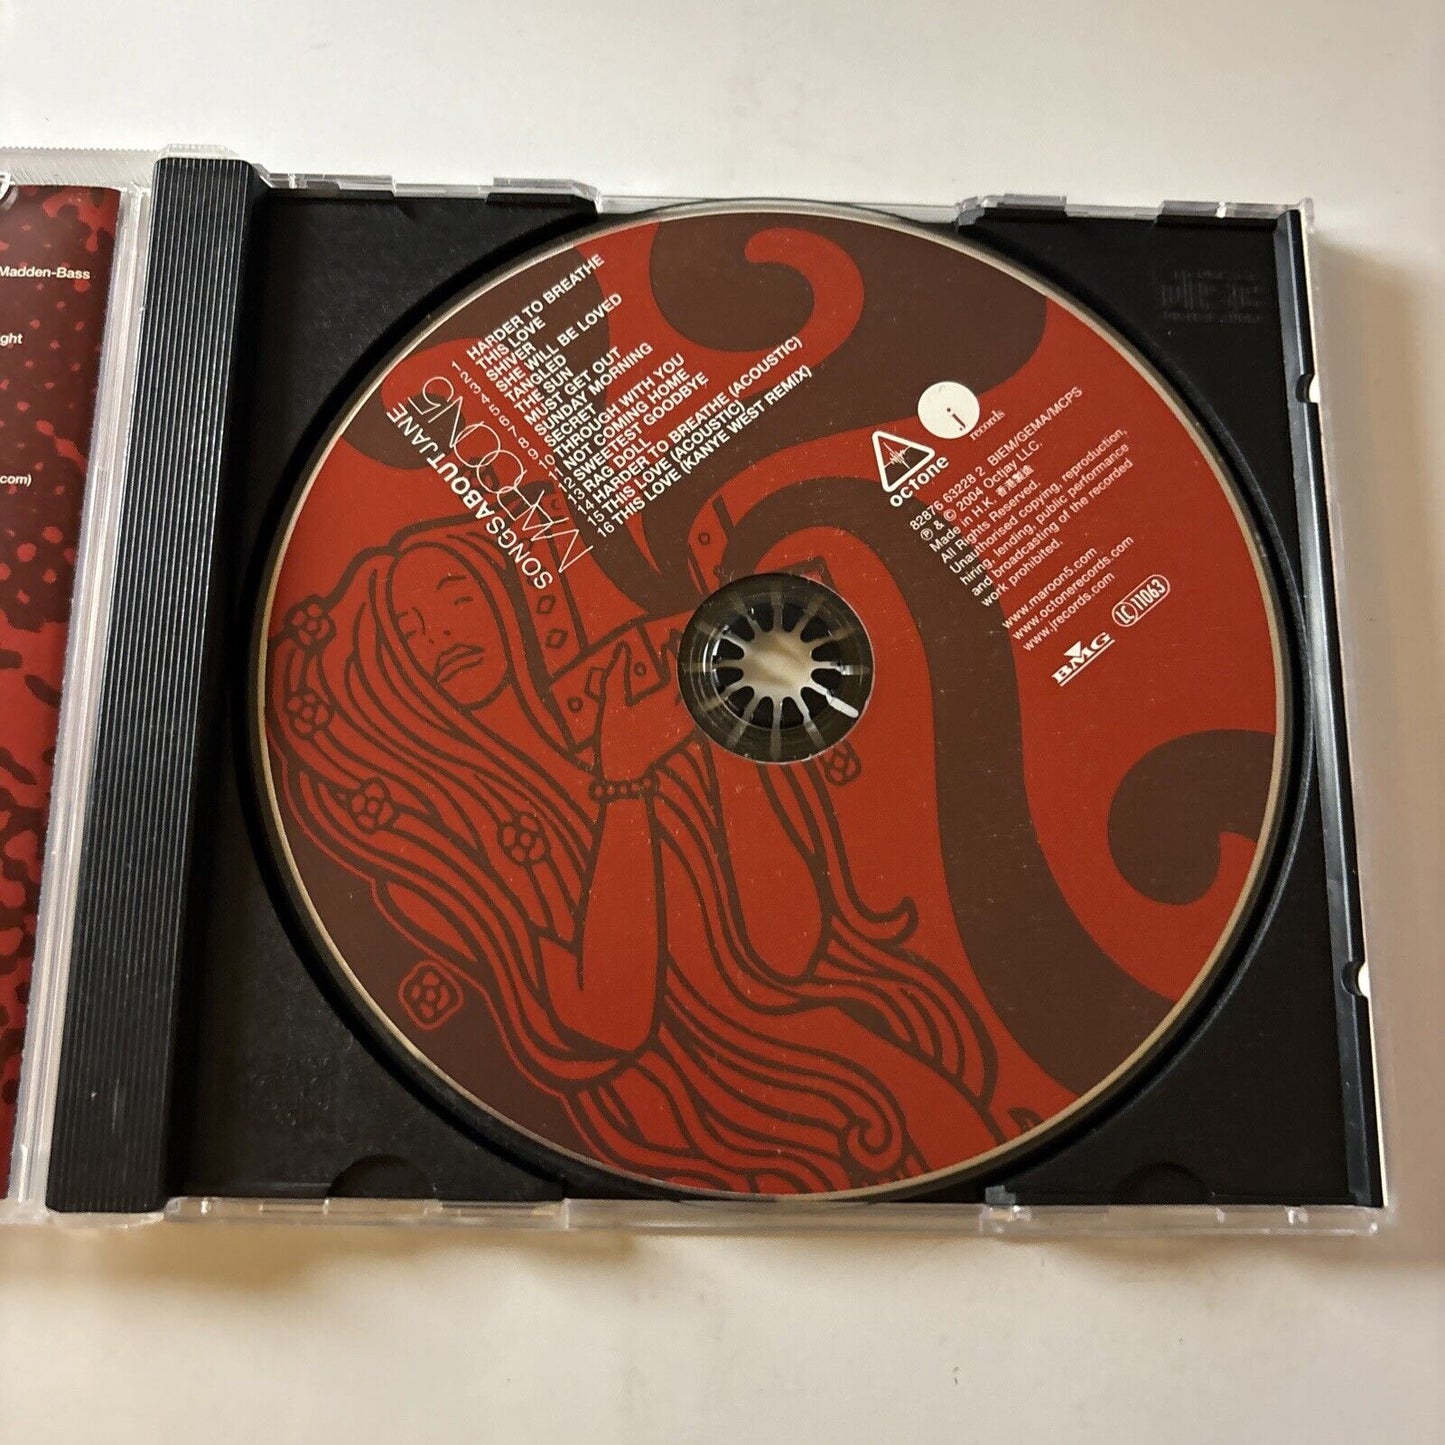 Madden-Bass
ght
com)
SONGSABOUTJANE
MAROON5
1 HARDER TO BREATHE
2 THIS LOVE
3 SHIVER
4 SHE WILL BE LOVED
5 TANGLED
6 THE SUN
7 MUST GET OUT
8 SUNDAY MORNING
9 SECRET
10 THROUGH WITH YOU
11 NOT COMING HOME
12 SWEETEST GOODBYE
13 RAG DOLL
14 HARDER TO BREATHE (ACOUSTIC)
15 THIS LOVE (ACOUSTIC)
16 THIS LOVE (KANYE WEST REMIX)
octone
j
records
82876 63228 2 BIEM/GEMA/MCPS
℗ & © 2004 Octjay LLC.
Made in H.K. 香港製造
All Rights Reserved.
Unauthorised copying, reproduction,
hiring, lending, public performance
and broadcasting of the recorded
work prohibited.
www.maroon5.com
www.octonerecords.com
www.jrecords.com
BMG
LC 11063